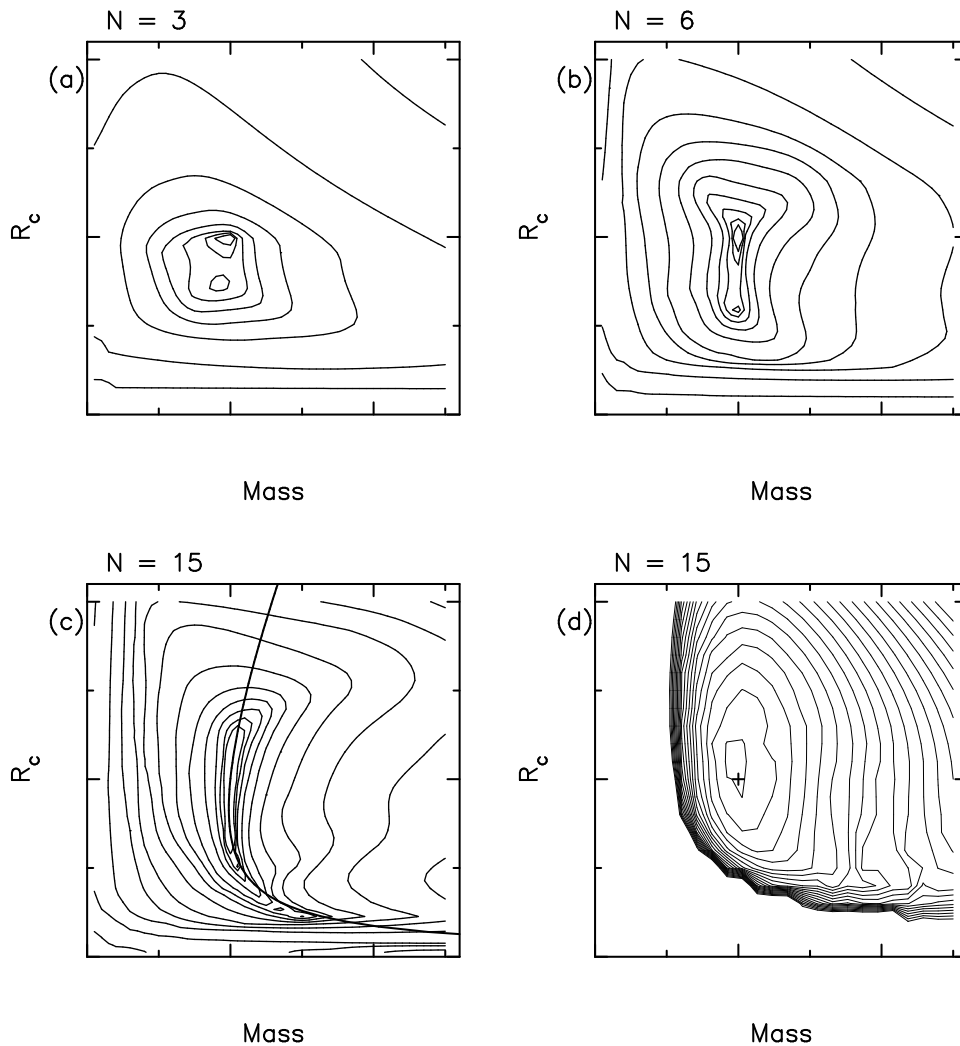 N = 3
(a)
R_c
Mass
N = 6
(b)
R_c
Mass
N = 15
(c)
R_c
Mass
N = 15
(d)
R_c
Mass